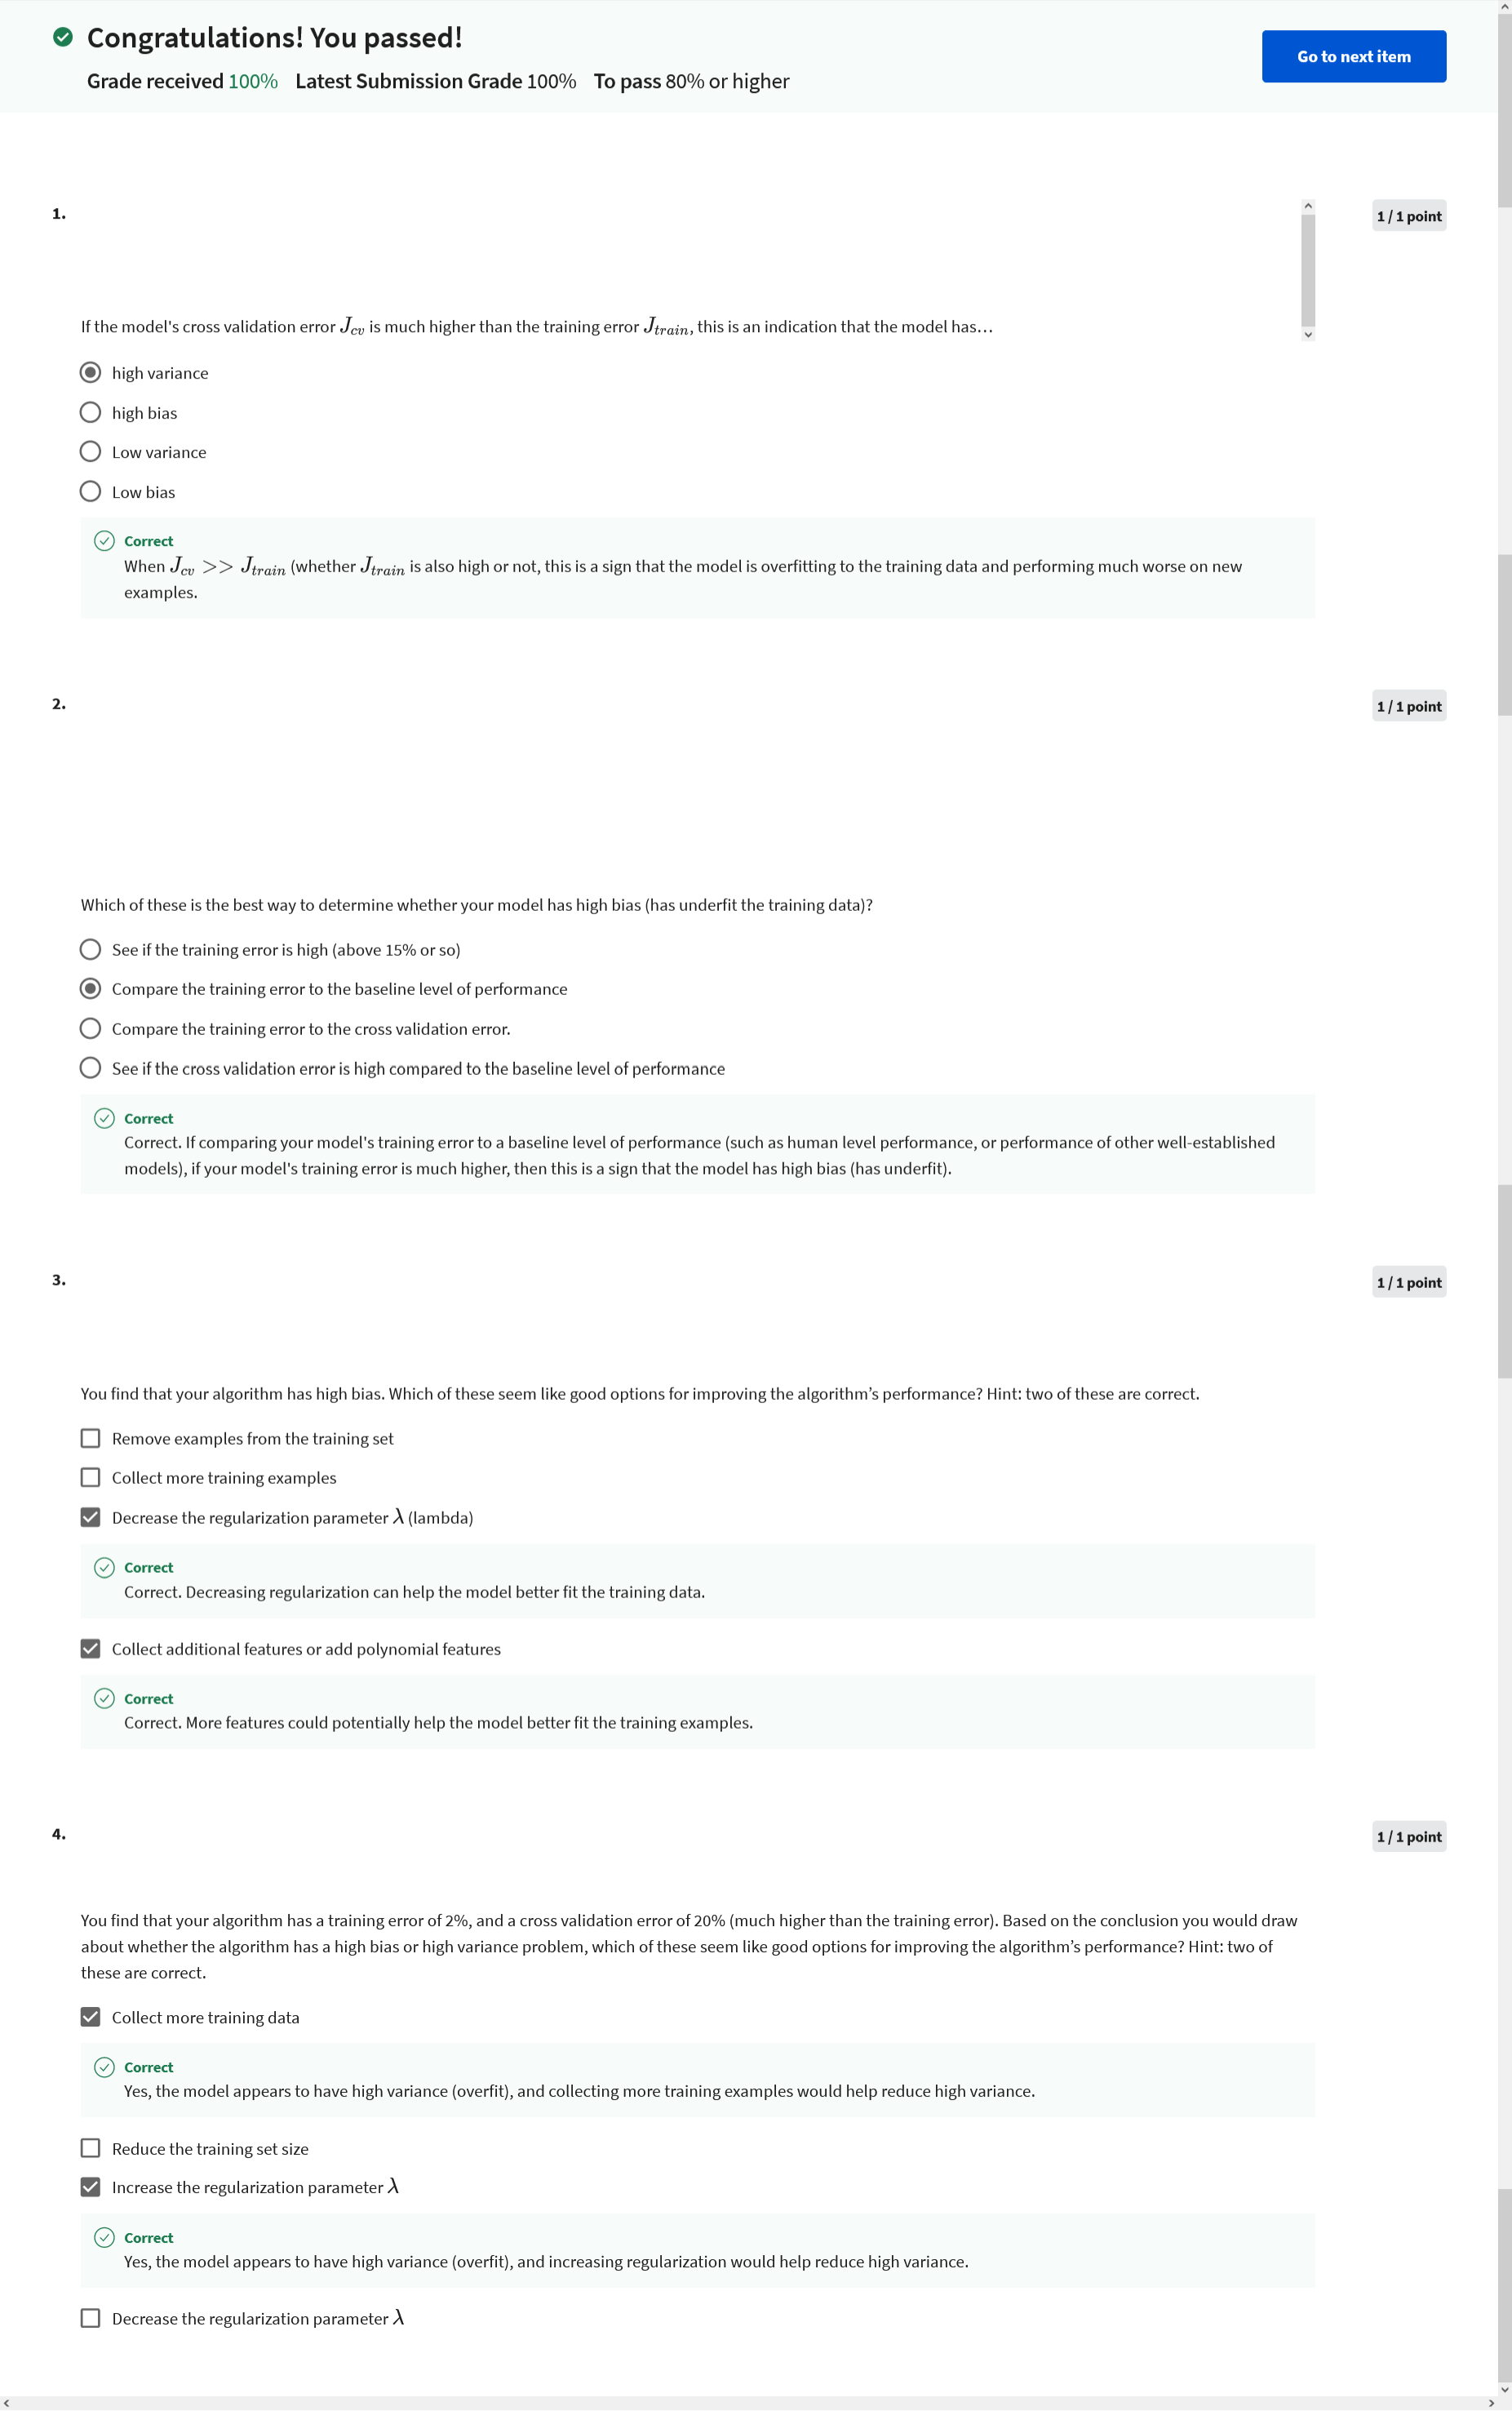 Congratulations! You passed!
Go to next item
Grade received 100% Latest Submission Grade 100% To pass 80% or higher
1.
1 / 1 point
If the model's cross validation error J_cv is much higher than the training error J_train, this is an indication that the model has…
high variance
high bias
Low variance
Low bias
Correct
When J_cv >> J_train (whether J_train is also high or not, this is a sign that the model is overfitting to the training data and performing much worse on new
examples.
2.
1 / 1 point
Which of these is the best way to determine whether your model has high bias (has underfit the training data)?
See if the training error is high (above 15% or so)
Compare the training error to the baseline level of performance
Compare the training error to the cross validation error.
See if the cross validation error is high compared to the baseline level of performance
Correct
Correct. If comparing your model's training error to a baseline level of performance (such as human level performance, or performance of other well-established
models), if your model's training error is much higher, then this is a sign that the model has high bias (has underfit).
3.
1 / 1 point
You find that your algorithm has high bias. Which of these seem like good options for improving the algorithm’s performance? Hint: two of these are correct.
Remove examples from the training set
Collect more training examples
Decrease the regularization parameter λ (lambda)
Correct
Correct. Decreasing regularization can help the model better fit the training data.
Collect additional features or add polynomial features
Correct
Correct. More features could potentially help the model better fit the training examples.
4.
1 / 1 point
You find that your algorithm has a training error of 2%, and a cross validation error of 20% (much higher than the training error). Based on the conclusion you would draw
about whether the algorithm has a high bias or high variance problem, which of these seem like good options for improving the algorithm’s performance? Hint: two of
these are correct.
Collect more training data
Correct
Yes, the model appears to have high variance (overfit), and collecting more training examples would help reduce high variance.
Reduce the training set size
Increase the regularization parameter λ
Correct
Yes, the model appears to have high variance (overfit), and increasing regularization would help reduce high variance.
Decrease the regularization parameter λ